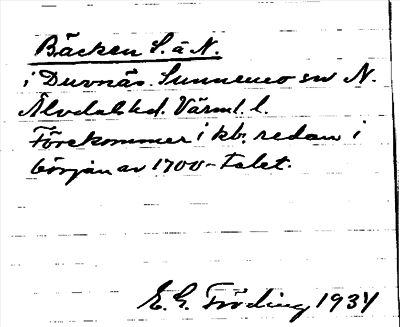 Bäcken S. å N.
i Duvnäs. Sunnemo sn N.
Älvdals hd. Värml. l.
Förekommer i kb. redan i
början av 1700-talet.
E. G. Fröding 1934